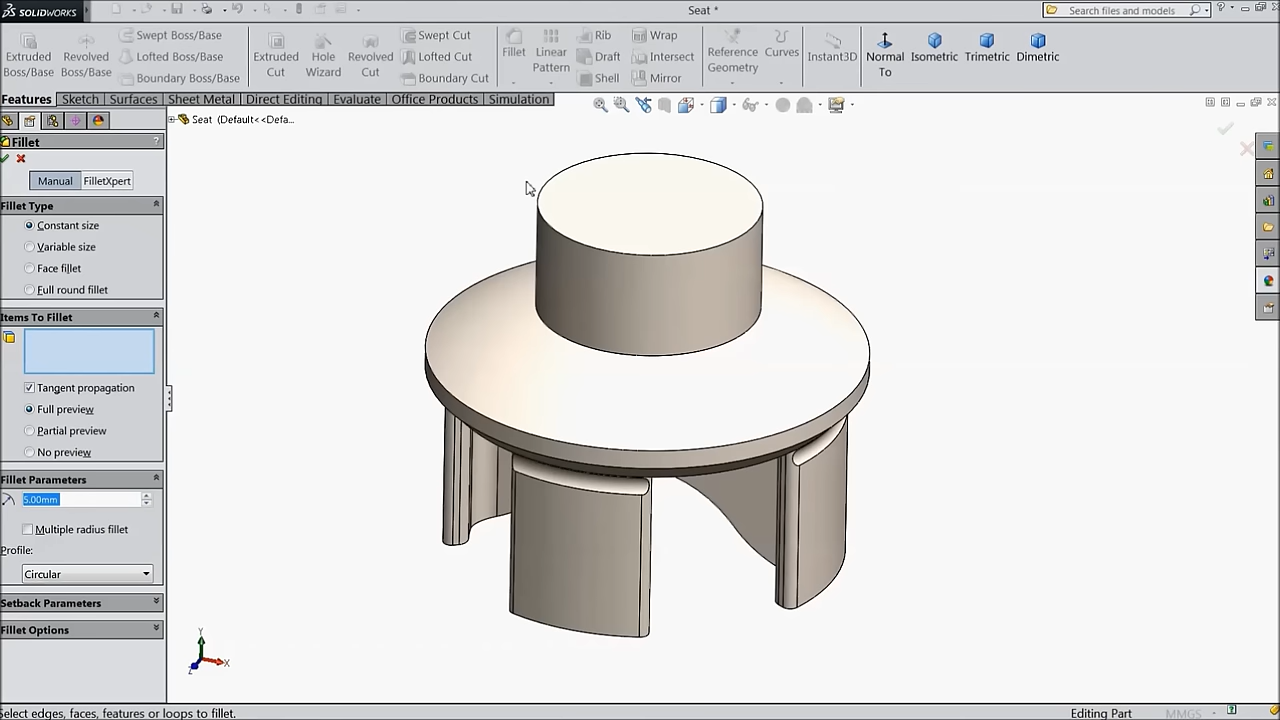 SOLIDWORKS
Seat *
Search files and models
?
Extruded Boss/Base
Revolved Boss/Base
Swept Boss/Base
Lofted Boss/Base
Boundary Boss/Base
Extruded Cut
Hole Wizard
Revolved Cut
Swept Cut
Lofted Cut
Boundary Cut
Fillet
Linear Pattern
Rib
Draft
Shell
Wrap
Intersect
Mirror
Reference Geometry
Curves
Instant3D
Normal To
Isometric
Trimetric
Dimetric
Features
Sketch
Surfaces
Sheet Metal
Direct Editing
Evaluate
Office Products
Simulation
Seat (Default<<Defa...
Fillet
?
Manual
FilletXpert
Fillet Type
Constant size
Variable size
Face fillet
Full round fillet
Items To Fillet
Tangent propagation
Full preview
Partial preview
No preview
Fillet Parameters
5.00mm
Multiple radius fillet
Profile:
Circular
Setback Parameters
Fillet Options
Y
X
Z
Select edges, faces, features or loops to fillet.
Editing Part
MMGS
?